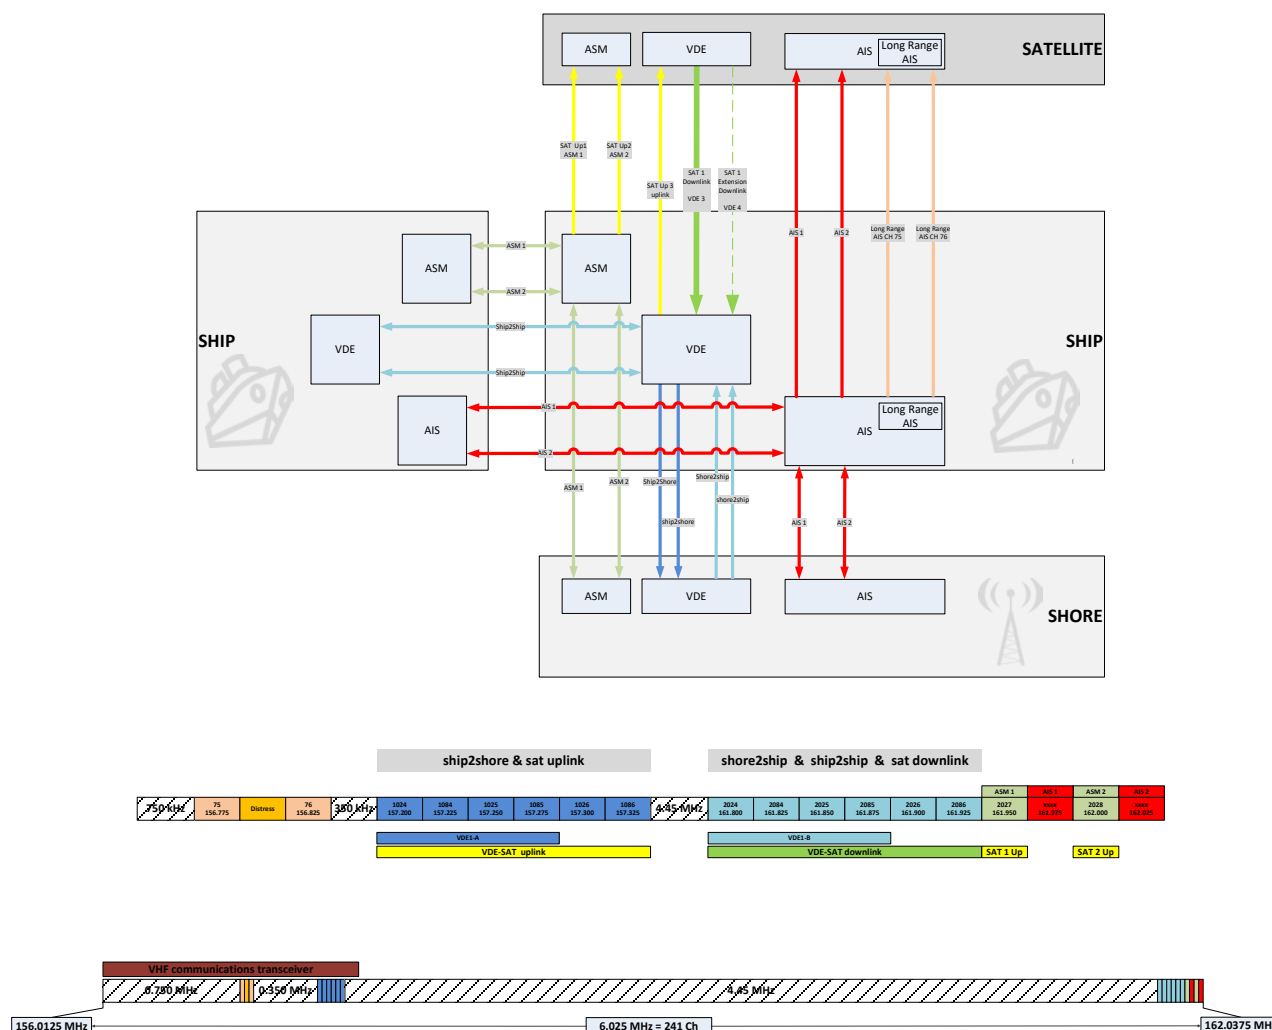 SATELLITE
ASM
VDE
AIS
Long Range
AIS
SAT Up1
ASM 1
SAT Up2
ASM 2
SAT Up 3
uplink
SAT 1
Downlink
VDE 3
SAT 1
Extension
Downlink
VDE 4
AIS 1
AIS 2
Long Range
AIS CH 75
Long Range
AIS CH 76
SHIP
ASM
VDE
AIS
ASM 1
ASM 2
Ship2Ship
Ship2Ship
AIS 1
AIS 2
SHIP
ASM
VDE
AIS
Long Range
AIS
ASM 1
ASM 2
Ship2Shore
ship2shore
Shore2ship
shore2ship
AIS 1
AIS 2
SHORE
ASM
VDE
AIS
ship2shore & sat uplink
shore2ship & ship2ship & sat downlink
ASM 1
AIS 1
ASM 2
AIS 2
750 kHz
75
156.775
Distress
76
156.825
350 kHz
1024
157.200
1084
157.225
1025
157.250
1085
157.275
1026
157.300
1086
157.325
4.45 MHz
2024
161.800
2084
161.825
2025
161.850
2085
161.875
2026
161.900
2086
161.925
2027
161.950
xxxx
161.975
2028
162.000
xxxx
162.025
VDE1-A
VDE1-B
VDE-SAT uplink
VDE-SAT downlink
SAT 1 Up
SAT 2 Up
VHF communications transceiver
0.750 MHz
0.350 MHz
4.45 MHz
156.0125 MHz
6.025 MHz = 241 Ch
162.0375 MH